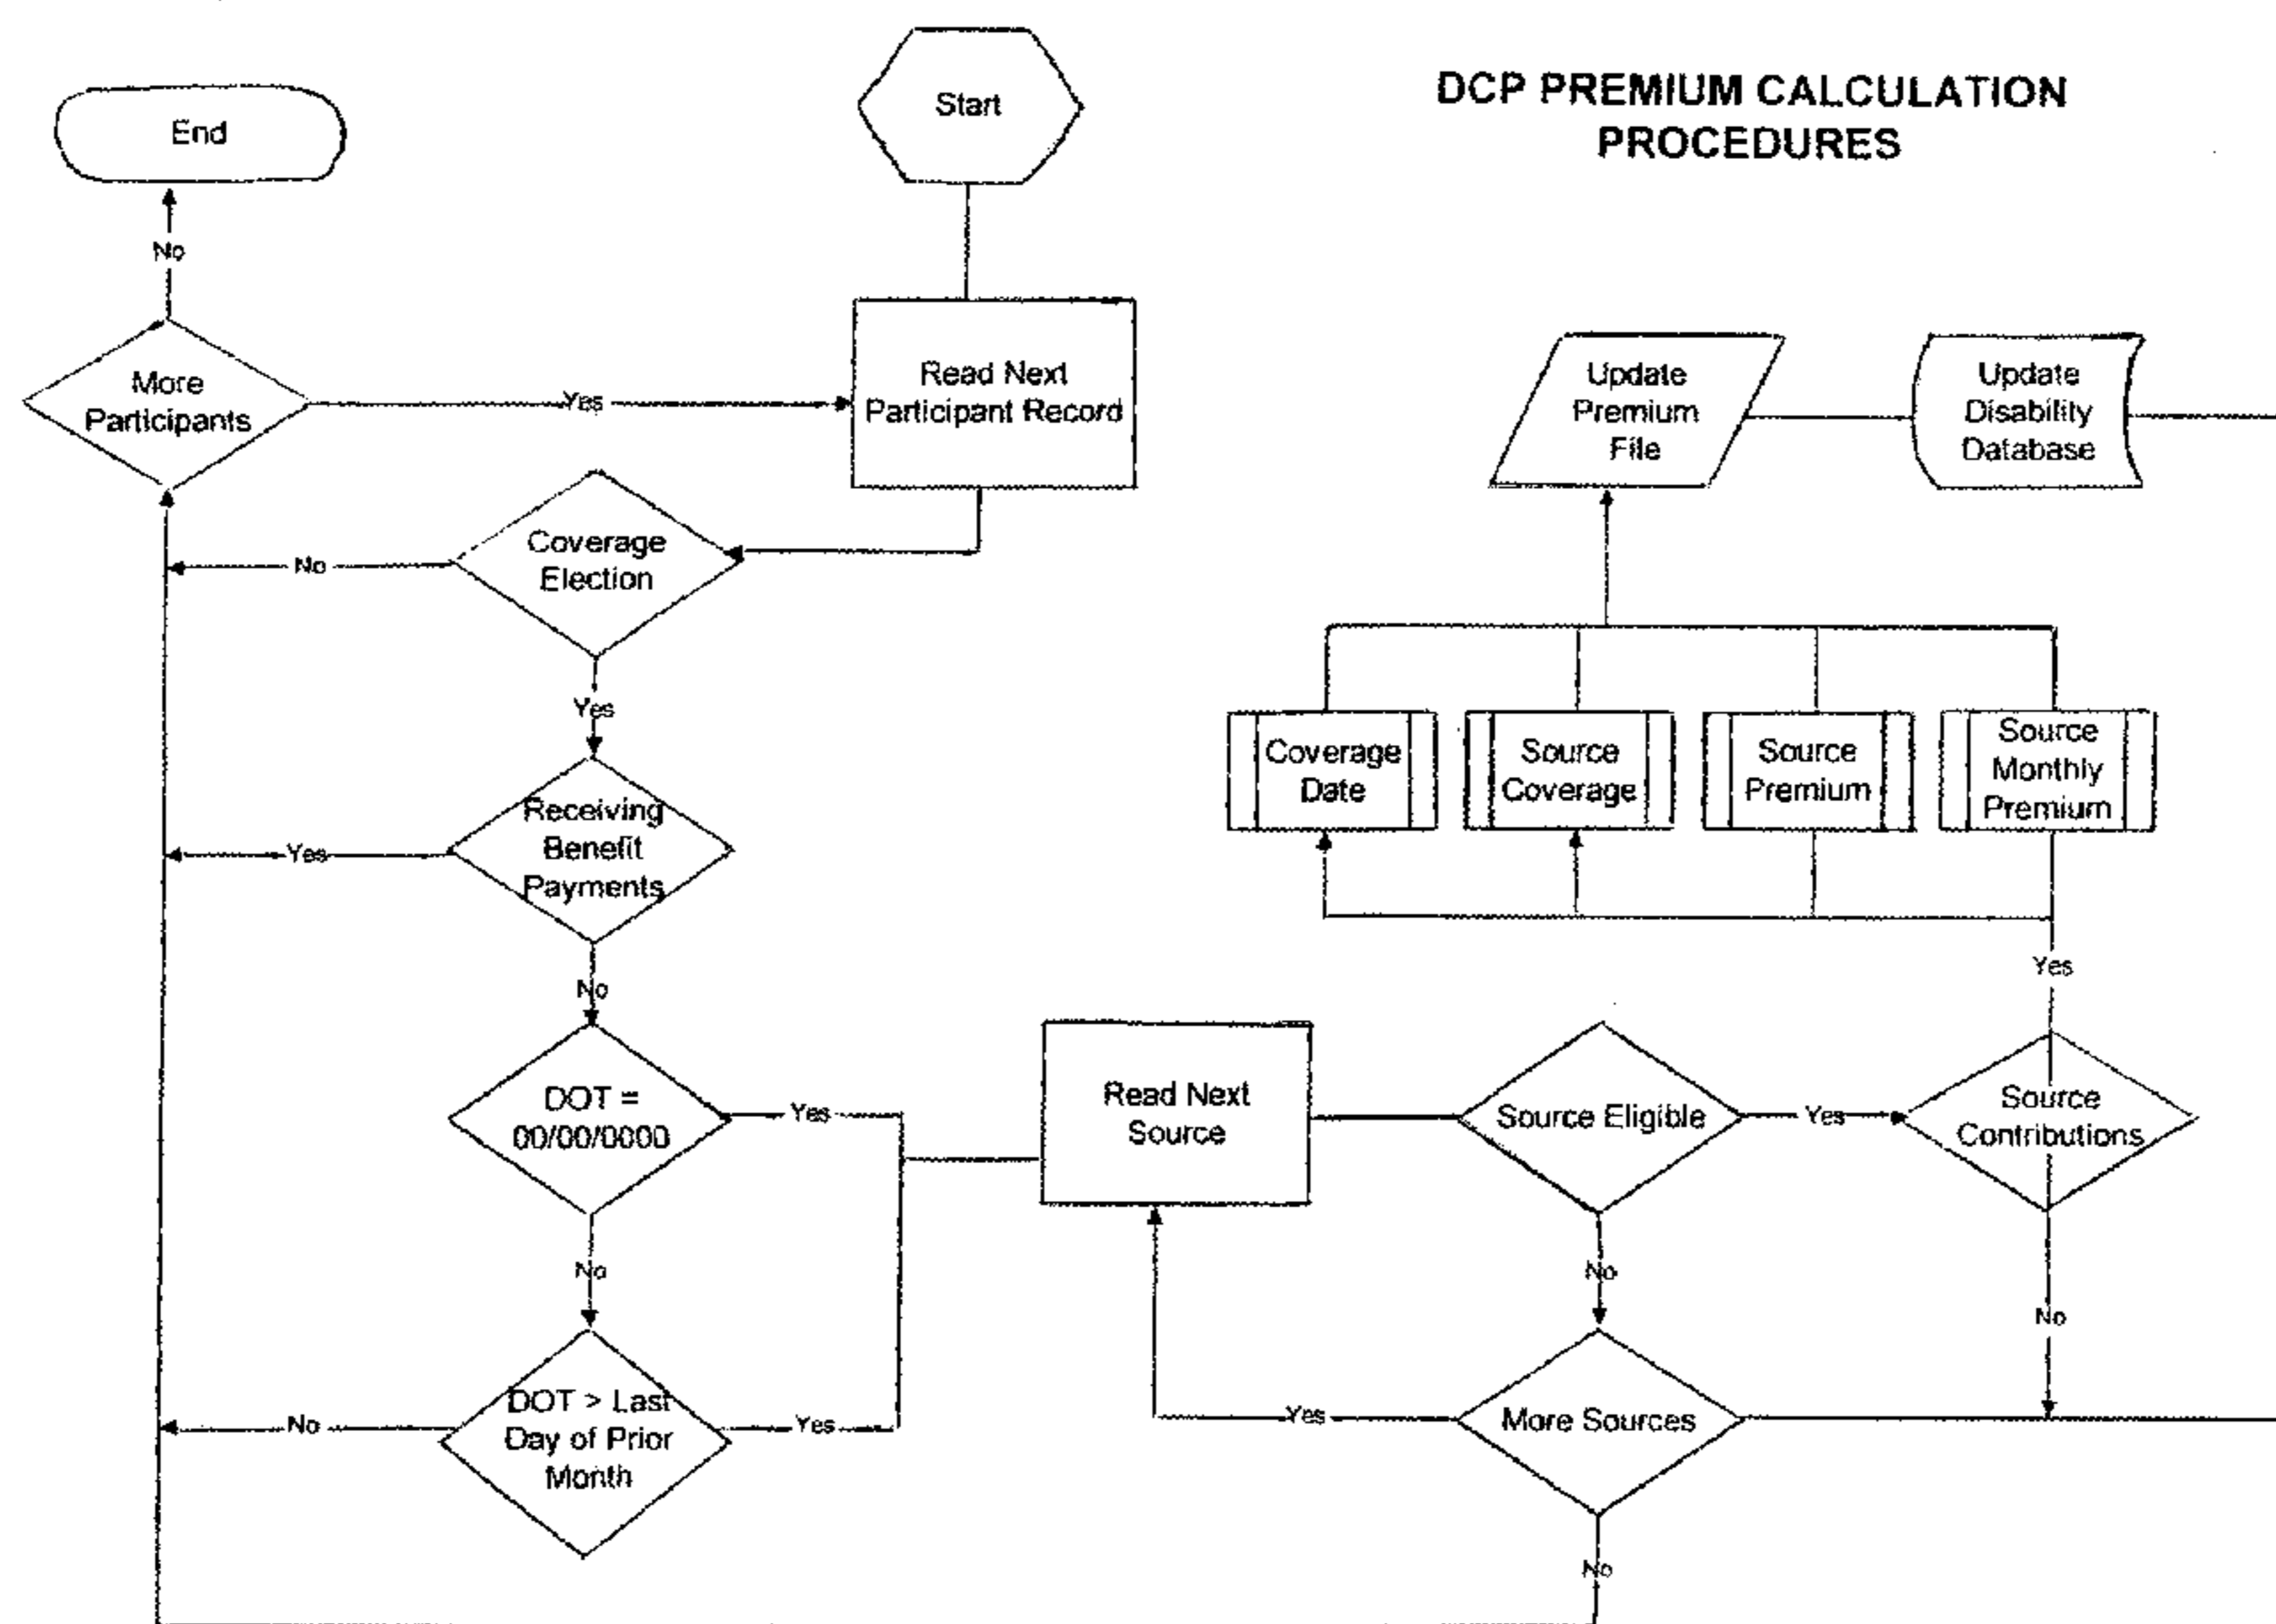 DCP PREMIUM CALCULATION
PROCEDURES
Start
End
No
More
Participants
Yes
Read Next
Participant Record
Update
Premium
File
Update
Disability
Database
Coverage
Election
No
Yes
Coverage
Date
Source
Coverage
Source
Premium
Source
Monthly
Premium
Receiving
Benefit
Payments
Yes
No
Yes
DOT =
00/00/0000
Yes
Read Next
Source
Source Eligible
Yes
Source
Contributions
No
No
No
DOT > Last
Day of Prior
Month
No
Yes
Yes
More Sources
No